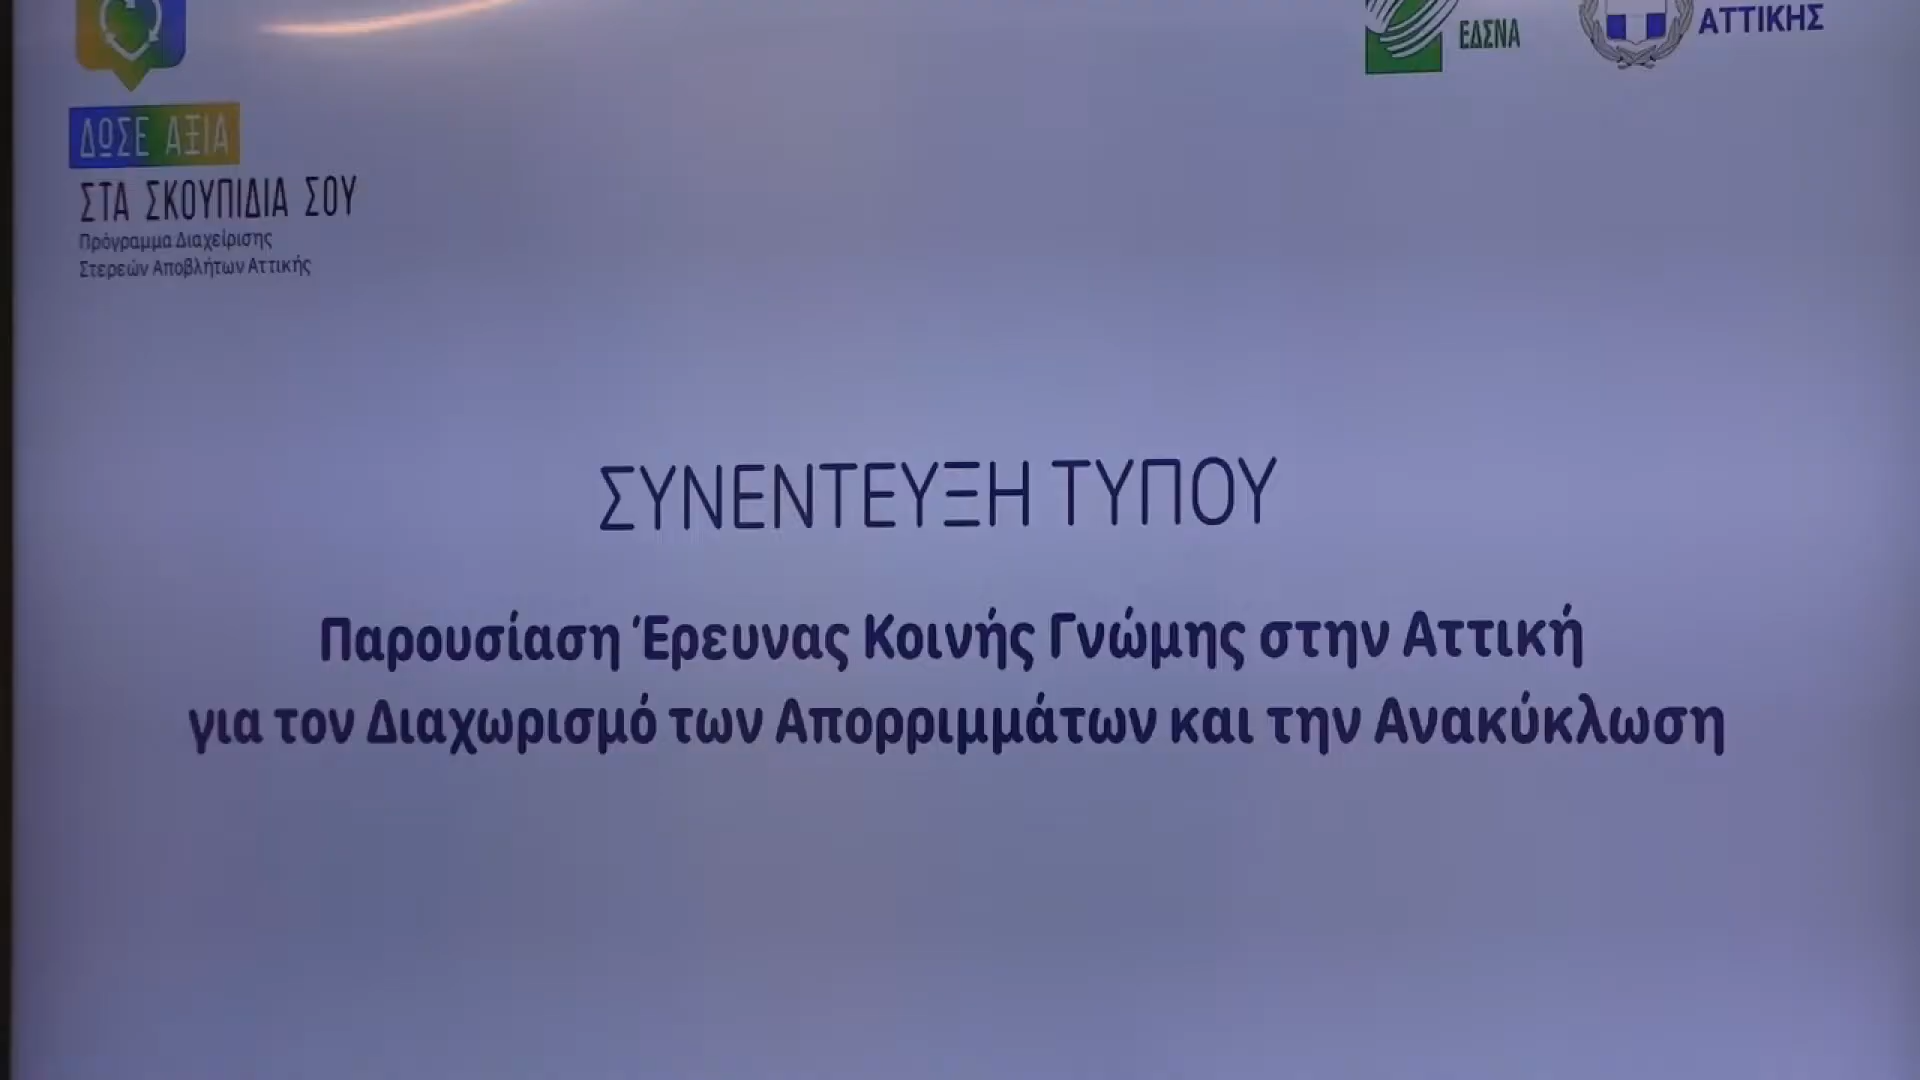 ΔΩΣΕ ΑΞΙΑ
ΣΤΑ ΣΚΟΥΠΙΔΙΑ ΣΟΥ
Πρόγραμμα Διαχείρισης
Στερεών Αποβλήτων Αττικής
ΕΔΣΝΑ
ΑΤΤΙΚΗΣ
ΣΥΝΕΝΤΕΥΞΗ ΤΥΠΟΥ
Παρουσίαση Έρευνας Κοινής Γνώμης στην Αττική
για τον Διαχωρισμό των Απορριμμάτων και την Ανακύκλωση